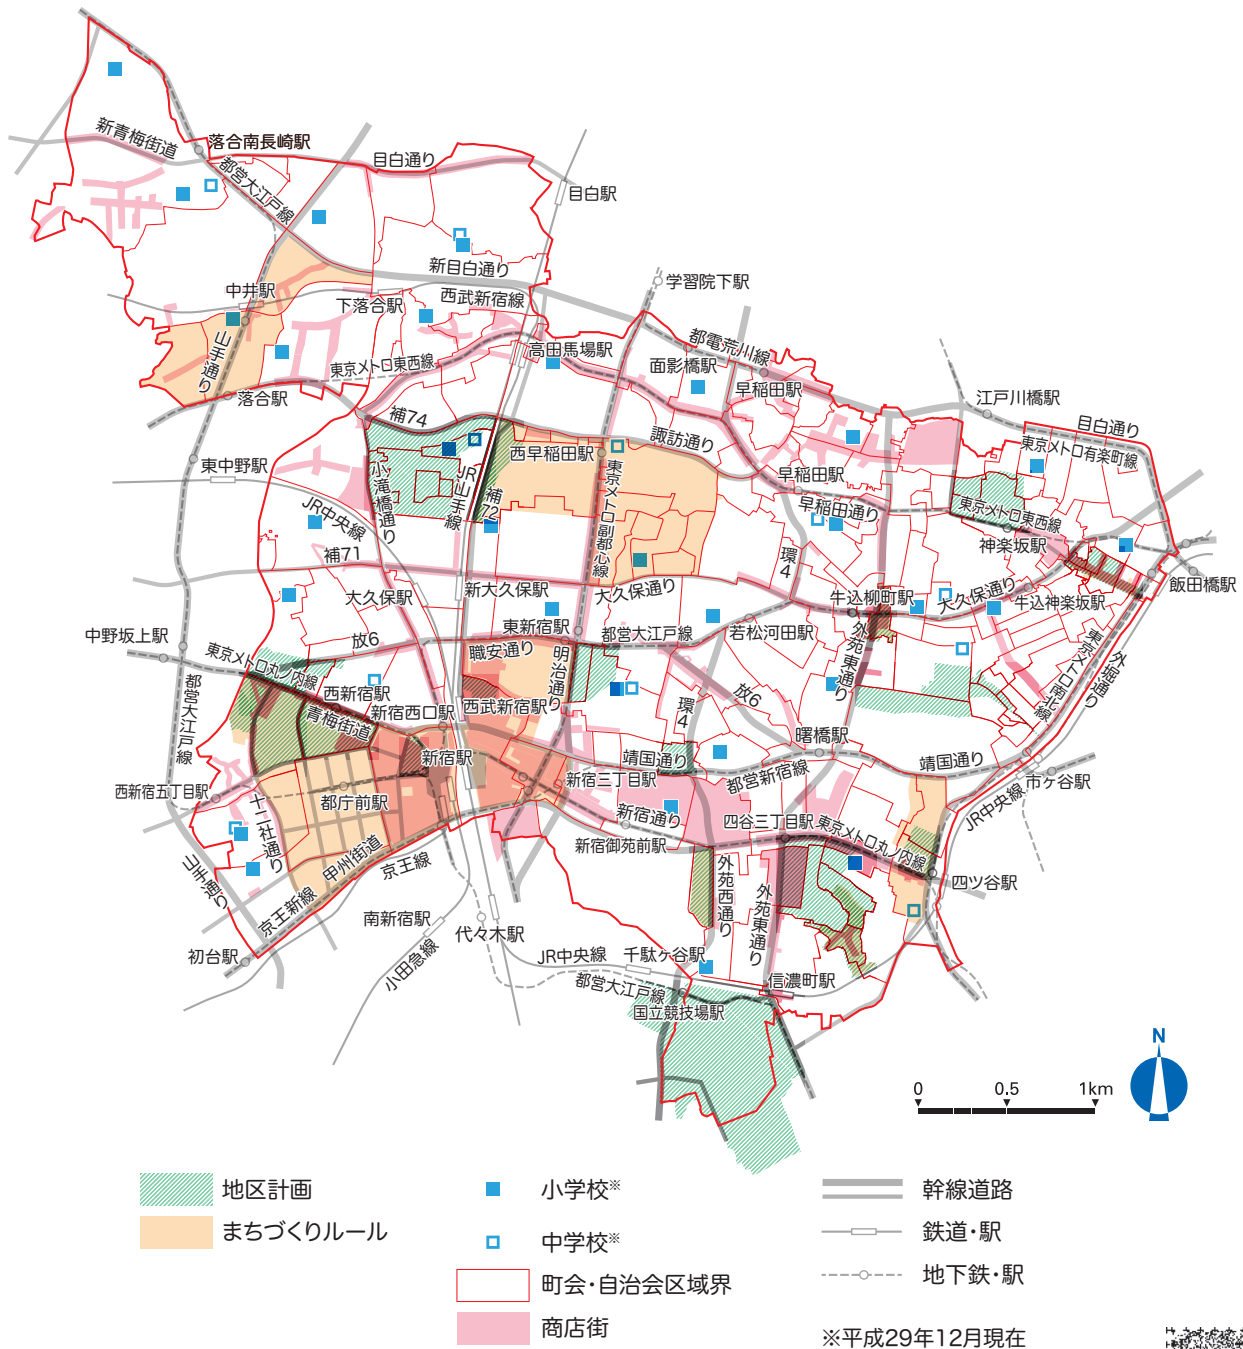 新青梅街道
落合南長崎駅
都営大江戸線
目白通り
目白駅
新目白通り
学習院下駅
中井駅
下落合駅
西武新宿線
山手通り
東京メトロ東西線
高田馬場駅
都電荒川線
面影橋駅
早稲田駅
江戸川橋駅
目白通り
落合駅
補74
諏訪通り
東京メトロ有楽町線
東中野駅
小滝橋通り
JR山手線
補72
西早稲田駅
東京メトロ副都心線
早稲田駅
早稲田通り
東京メトロ東西線
神楽坂駅
JR中央線
補71
環4
飯田橋駅
大久保駅
新大久保駅
大久保通り
牛込柳町駅
大久保通り
牛込神楽坂駅
中野坂上駅
放6
東新宿駅
都営大江戸線
若松河田駅
外苑東通り
東京メトロ南北線
外堀通り
東京メトロ丸ノ内線
職安通り
明治通り
都営大江戸線
西新宿駅
青梅街道
新宿西口駅
西武新宿駅
環4
放6
曙橋駅
新宿駅
靖国通り
都営新宿線
靖国通り
西新宿五丁目駅
都庁前駅
新宿三丁目駅
市ヶ谷駅
十二社通り
新宿通り
四谷三丁目駅
東京メトロ丸ノ内線
JR中央線
甲州街道
京王線
新宿御苑前駅
山手通り
京王新線
外苑西通り
外苑東通り
四ツ谷駅
南新宿駅
代々木駅
初台駅
小田急線
JR中央線
千駄ヶ谷駅
信濃町駅
都営大江戸線
国立競技場駅
N
0
0.5
1km
地区計画
まちづくりルール
小学校※
中学校※
町会・自治会区域界
商店街
幹線道路
鉄道・駅
地下鉄・駅
※平成29年12月現在